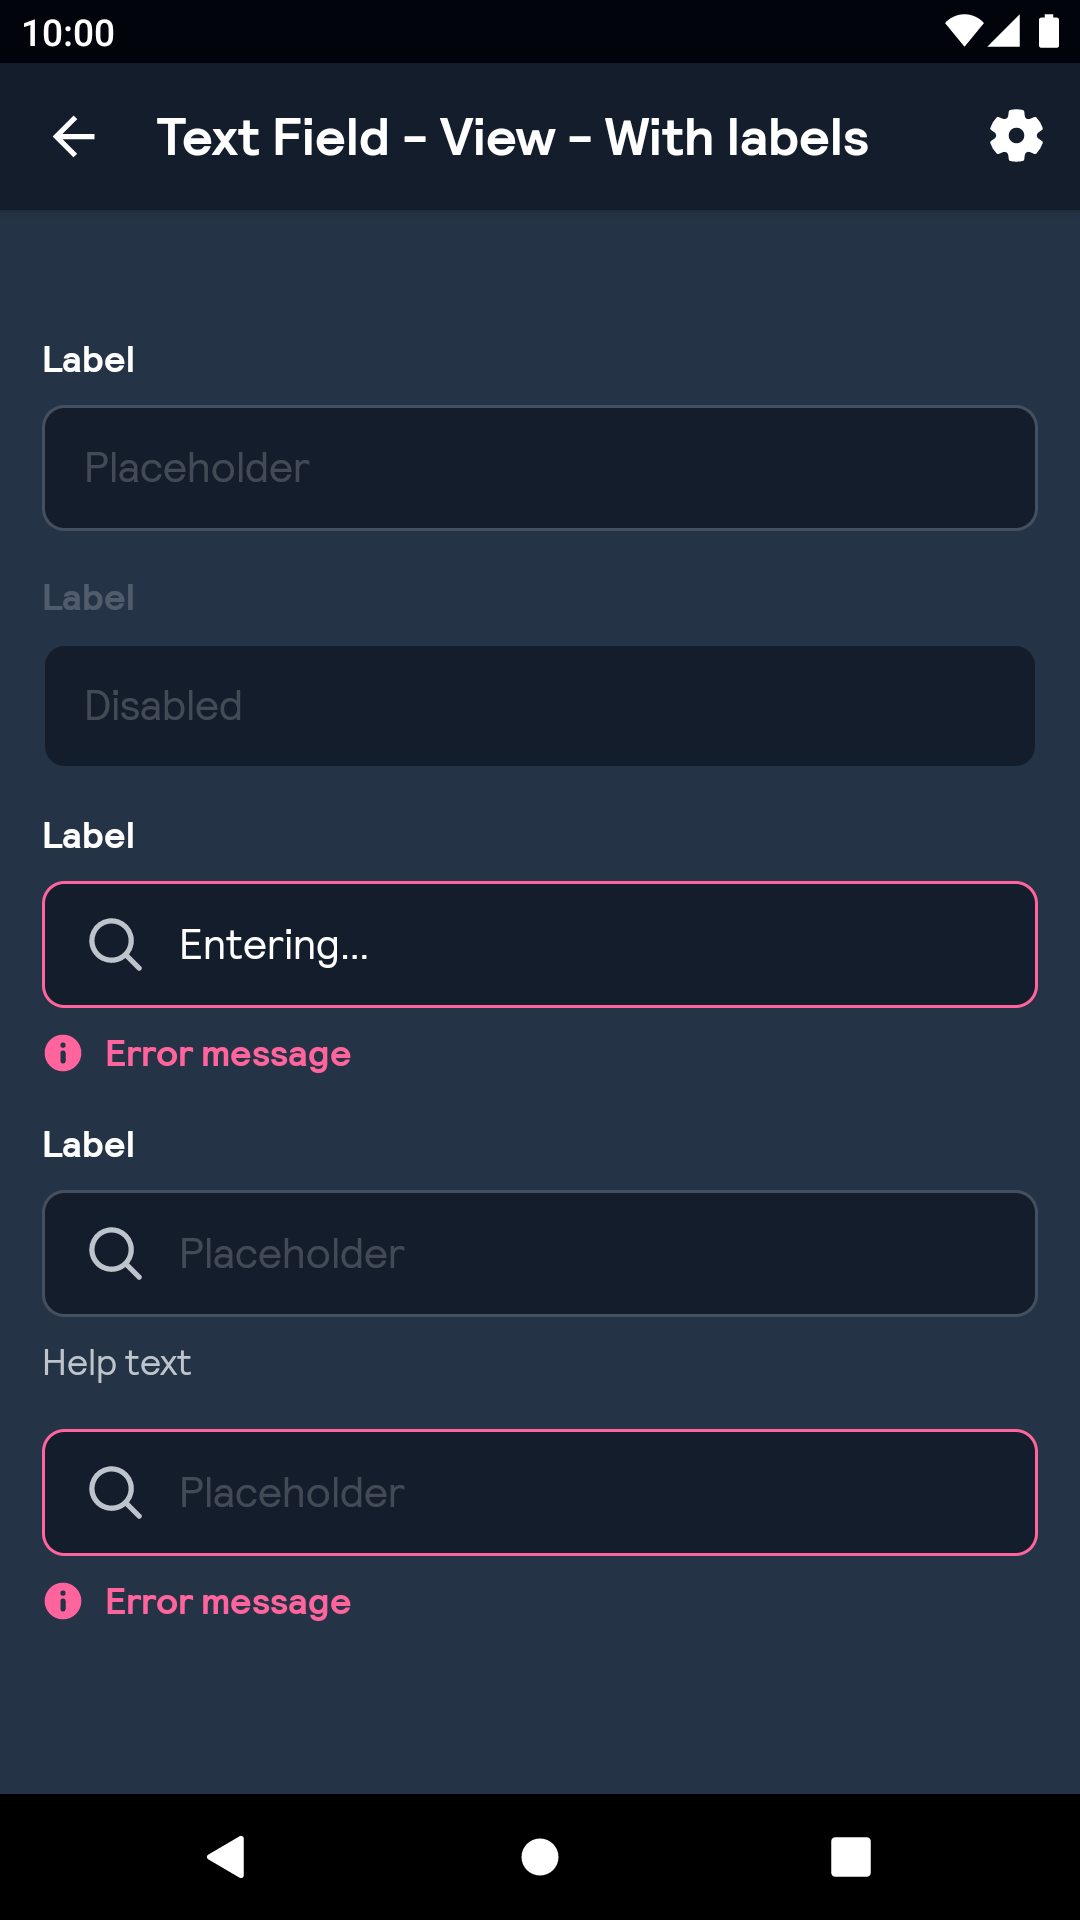 10:00
Text Field - View - With labels
Label
Placeholder
Label
Disabled
Label
Entering...
Error message
Label
Placeholder
Help text
Placeholder
Error message